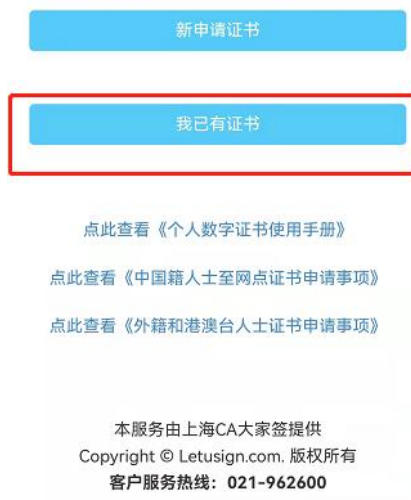 新申请证书
我已有证书
点此查看《个人数字证书使用手册》
点此查看《中国籍人士至网点证书申请事项》
点此查看《外籍和港澳台人士证书申请事项》
本服务由上海CA大家签提供
Copyright © Letusign.com. 版权所有
客户服务热线：021-962600